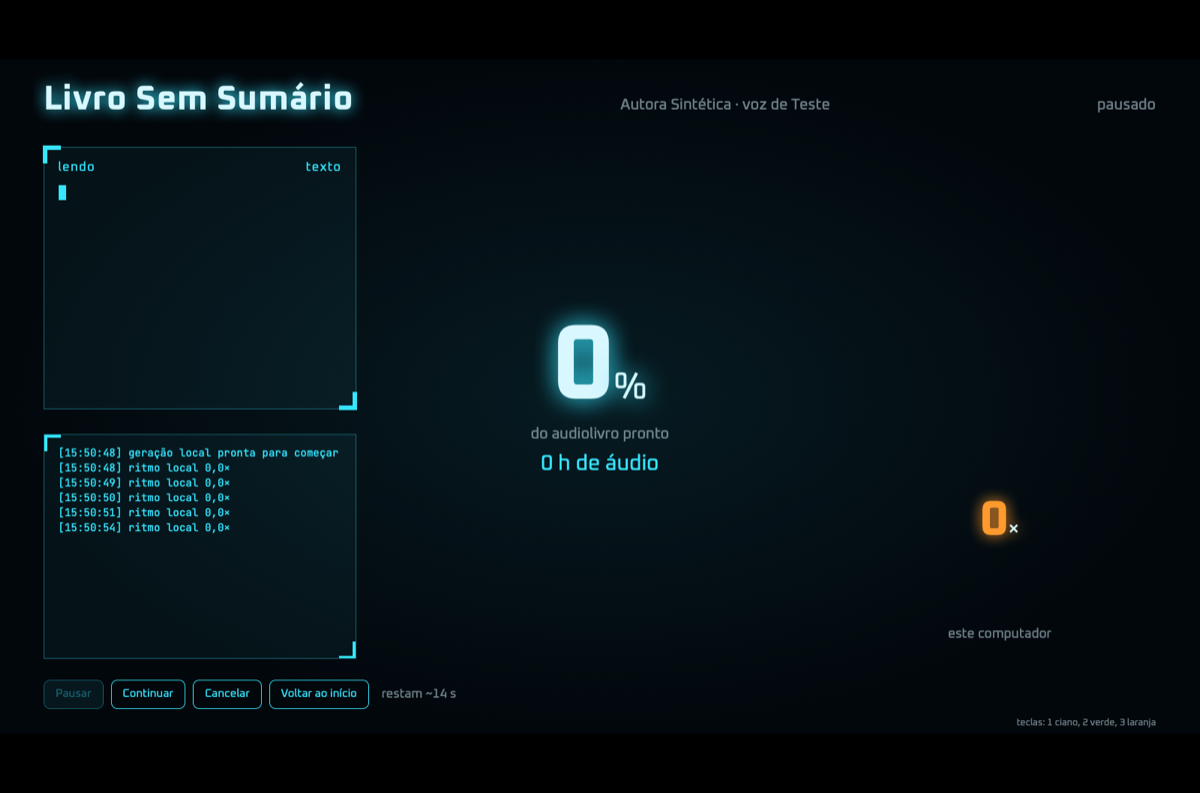 Livro Sem Sumário
Autora Sintética · voz de Teste
pausado
lendo texto
0%
do audiolivro pronto
0 h de áudio
[15:50:48] geração local pronta para começar
[15:50:48] ritmo local 0,0×
[15:50:49] ritmo local 0,0×
[15:50:50] ritmo local 0,0×
[15:50:51] ritmo local 0,0×
[15:50:54] ritmo local 0,0×
0×
este computador
Pausar Continuar Cancelar Voltar ao início restam ~14 s
teclas: 1 ciano, 2 verde, 3 laranja